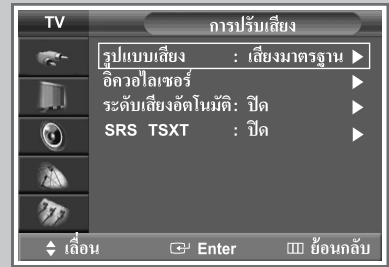 TV การปรับเสียง
รูปแบบเสียง : เสียงมาตรฐาน ▶
อิควอไลเซอร์ ▶
ระดับเสียงอัตโนมัติ: ปิด ▶
SRS TSXT : ปิด ▶
เลื่อน Enter ย้อนกลับ